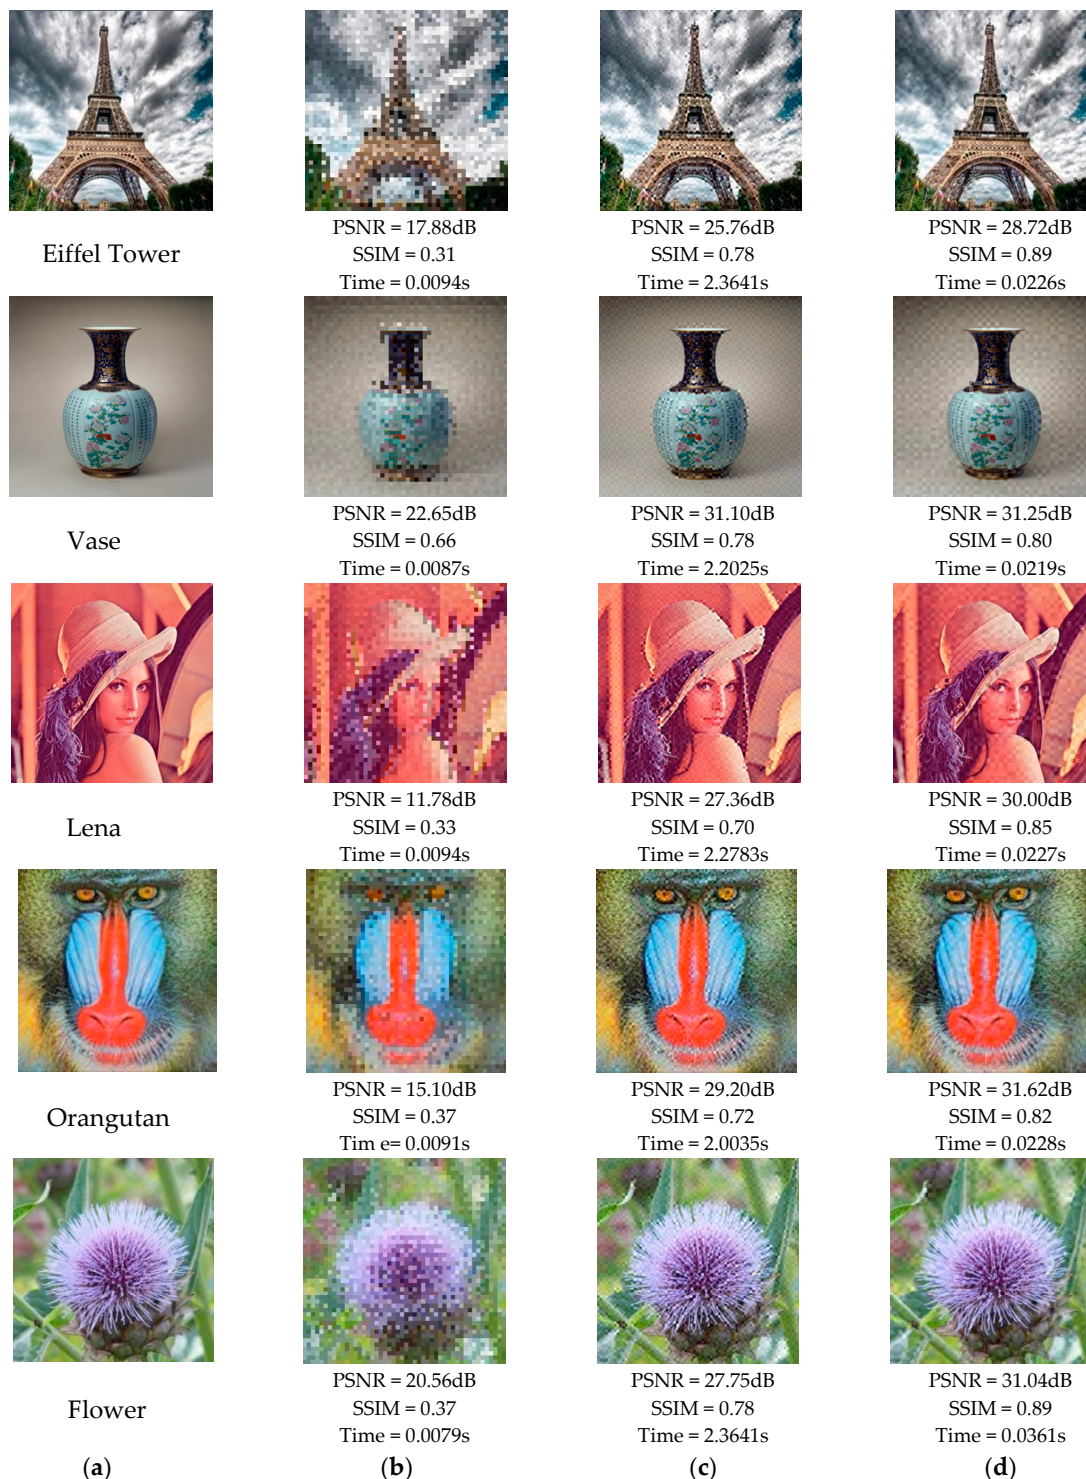 PSNR = 17.88dB
SSIM = 0.31
Time = 0.0094s
PSNR = 25.76dB
SSIM = 0.78
Time = 2.3641s
PSNR = 28.72dB
SSIM = 0.89
Time = 0.0226s
Eiffel Tower
PSNR = 22.65dB
SSIM = 0.66
Time = 0.0087s
PSNR = 31.10dB
SSIM = 0.78
Time = 2.2025s
PSNR = 31.25dB
SSIM = 0.80
Time = 0.0219s
Vase
PSNR = 11.78dB
SSIM = 0.33
Time = 0.0094s
PSNR = 27.36dB
SSIM = 0.70
Time = 2.2783s
PSNR = 30.00dB
SSIM = 0.85
Time = 0.0227s
Lena
PSNR = 15.10dB
SSIM = 0.37
Tim e= 0.0091s
PSNR = 29.20dB
SSIM = 0.72
Time = 2.0035s
PSNR = 31.62dB
SSIM = 0.82
Time = 0.0228s
Orangutan
PSNR = 20.56dB
SSIM = 0.37
Time = 0.0079s
PSNR = 27.75dB
SSIM = 0.78
Time = 2.3641s
PSNR = 31.04dB
SSIM = 0.89
Time = 0.0361s
Flower
(a)
(b)
(c)
(d)